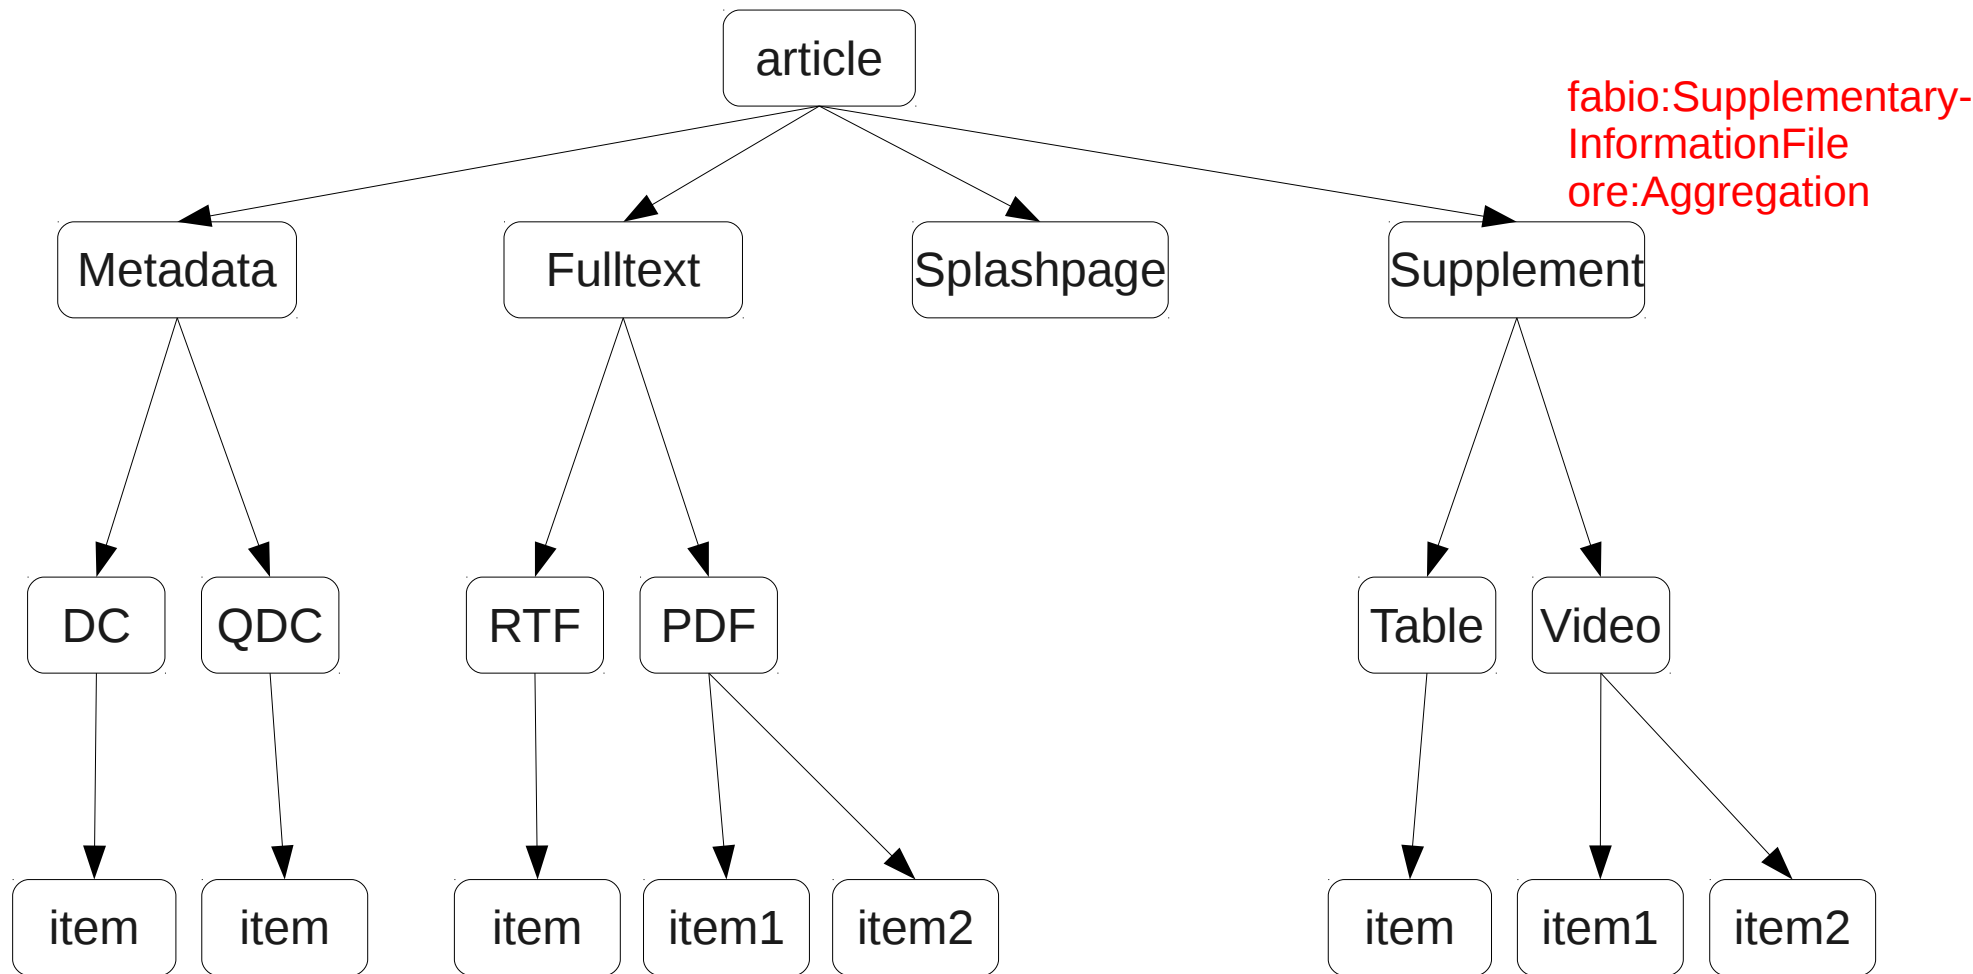 article
fabio:Supplementary-
InformationFile
ore:Aggregation
Metadata
Fulltext
Splashpage
Supplement
DC
QDC
RTF
PDF
Table
Video
item
item
item
item1
item2
item
item1
item2